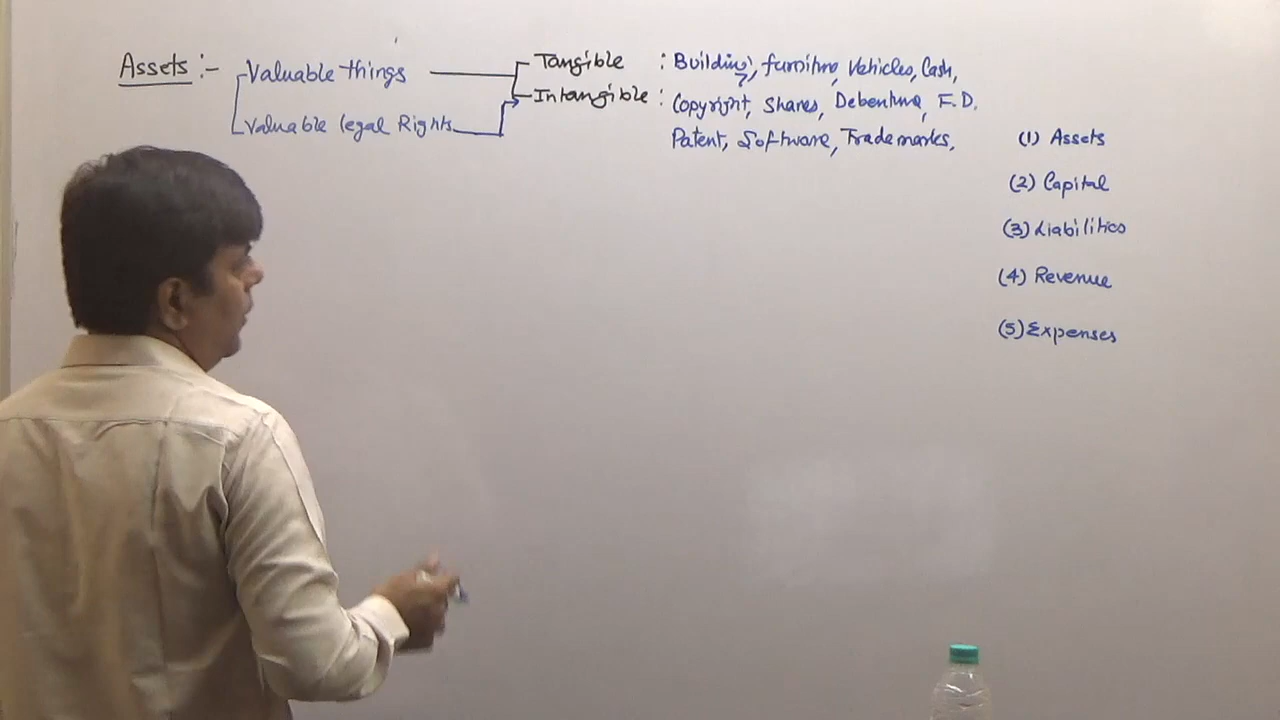 Assets :- Valuable things Tangible : Building, furniture, Vehicles, Cash,
Intangible : Copyright, Shares, Debenture, F.D.
Valuable legal Rights Patent, Software, Trademarks,
(1) Assets
(2) Capital
(3) Liabilities
(4) Revenue
(5) Expenses